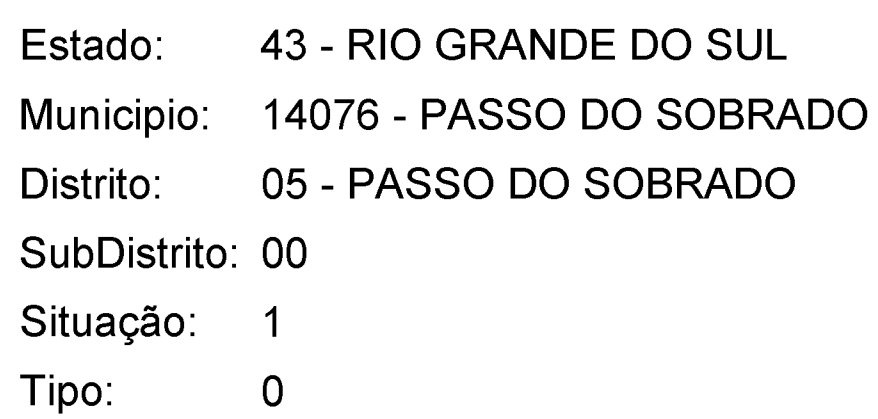 Estado: 43 - RIO GRANDE DO SUL
Municipio: 14076 - PASSO DO SOBRADO
Distrito: 05 - PASSO DO SOBRADO
SubDistrito: 00
Situação: 1
Tipo: 0